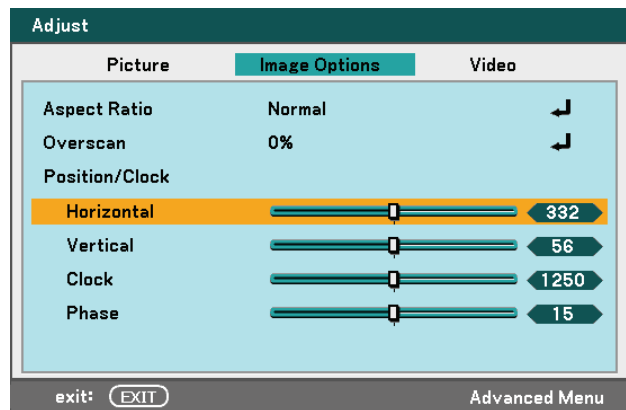 Adjust
Picture Image Options Video
Aspect Ratio Normal
Overscan 0%
Position/Clock
Horizontal 332
Vertical 56
Clock 1250
Phase 15
exit: EXIT Advanced Menu